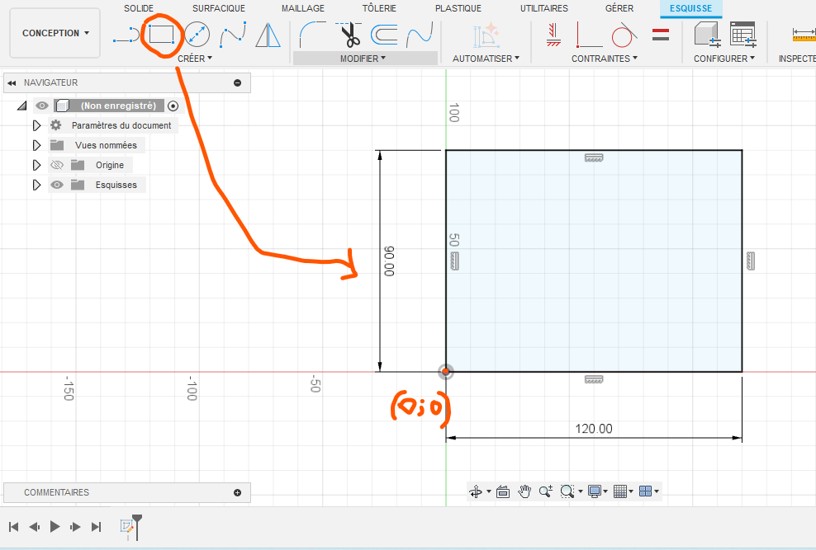 SOLIDE SURFACIQUE MAILLAGE TÔLERIE PLASTIQUE UTILITAIRES GÉRER ESQUISSE
CONCEPTION
CRÉER MODIFIER AUTOMATISER CONTRAINTES CONFIGURER INSPECTE
NAVIGATEUR
(Non enregistré)
Paramètres du document
Vues nommées
Origine
Esquisses
100
50
90.00
-150
-100
-50
(0;0)
120.00
COMMENTAIRES